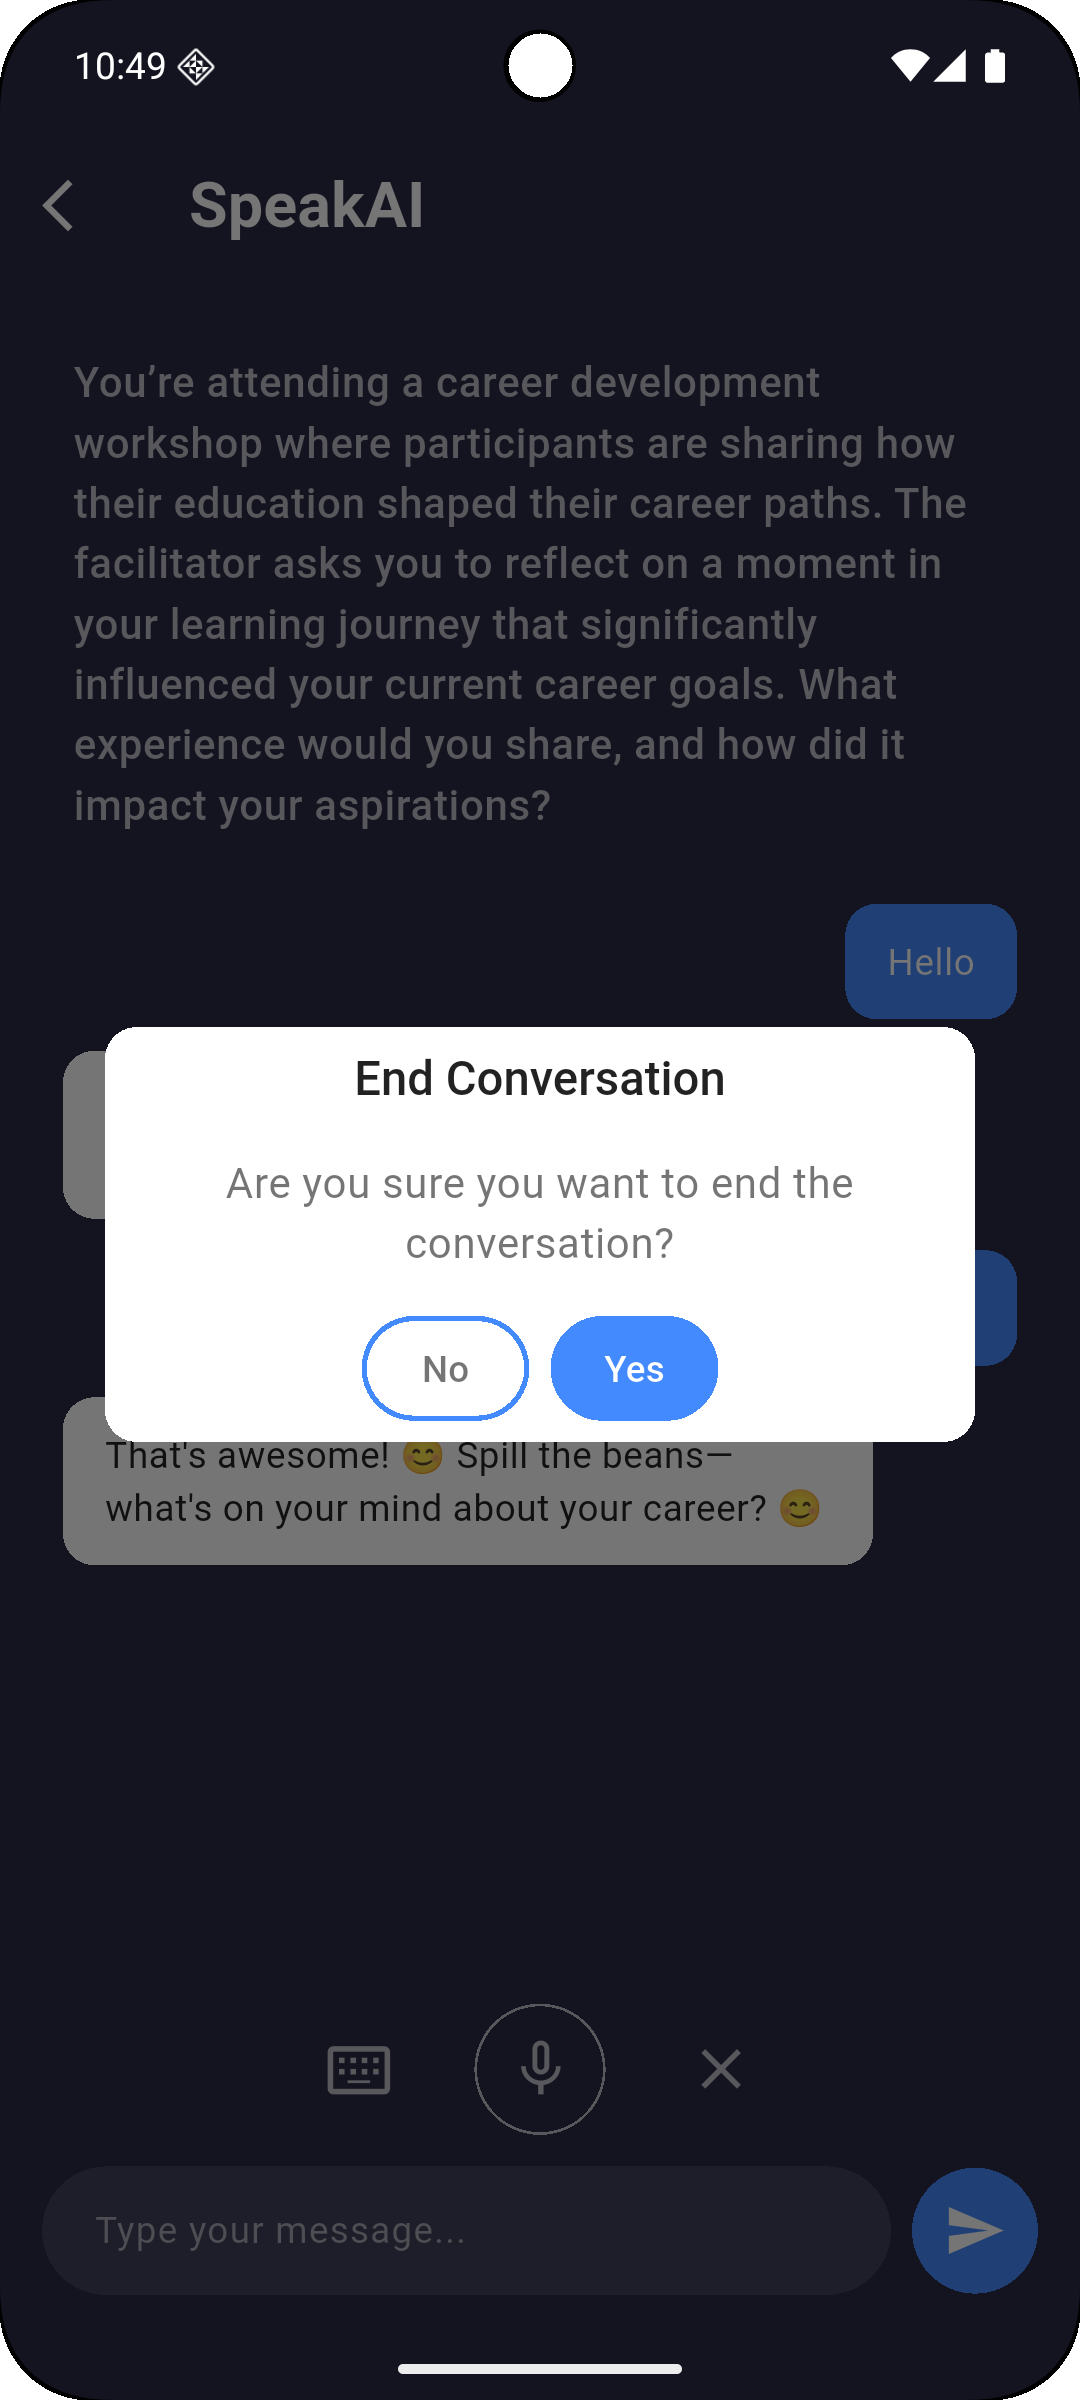 10:49
SpeakAI
You’re attending a career development
workshop where participants are sharing how
their education shaped their career paths. The
facilitator asks you to reflect on a moment in
your learning journey that significantly
influenced your current career goals. What
experience would you share, and how did it
impact your aspirations?
Hello
End Conversation
Are you sure you want to end the
conversation?
No
Yes
That's awesome! 😊 Spill the beans—
what's on your mind about your career? 😊
Type your message...